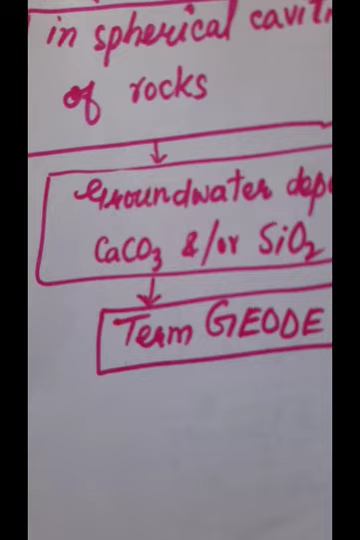 in spherical
of rocks
Groundwater
CaCO3 &/or SiO2
Term GEODE